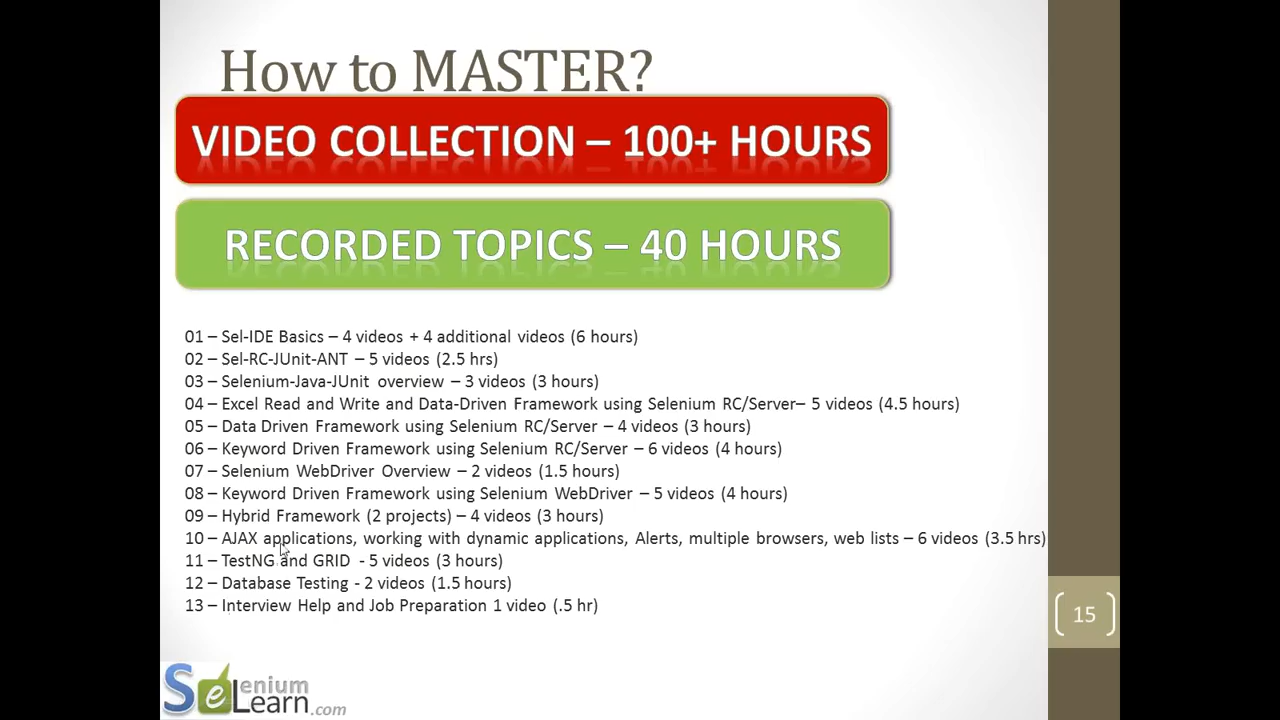 How to MASTER?
VIDEO COLLECTION – 100+ HOURS
RECORDED TOPICS – 40 HOURS
01 – Sel-IDE Basics – 4 videos + 4 additional videos (6 hours)
02 – Sel-RC-JUnit-ANT – 5 videos (2.5 hrs)
03 – Selenium-Java-JUnit overview – 3 videos (3 hours)
04 – Excel Read and Write and Data-Driven Framework using Selenium RC/Server– 5 videos (4.5 hours)
05 – Data Driven Framework using Selenium RC/Server – 4 videos (3 hours)
06 – Keyword Driven Framework using Selenium RC/Server – 6 videos (4 hours)
07 – Selenium WebDriver Overview – 2 videos (1.5 hours)
08 – Keyword Driven Framework using Selenium WebDriver – 5 videos (4 hours)
09 – Hybrid Framework (2 projects) – 4 videos (3 hours)
10 – AJAX applications, working with dynamic applications, Alerts, multiple browsers, web lists – 6 videos (3.5 hrs)
11 – TestNG and GRID - 5 videos (3 hours)
12 – Database Testing - 2 videos (1.5 hours)
13 – Interview Help and Job Preparation 1 video (.5 hr)
15
Selenium
eLearn.com